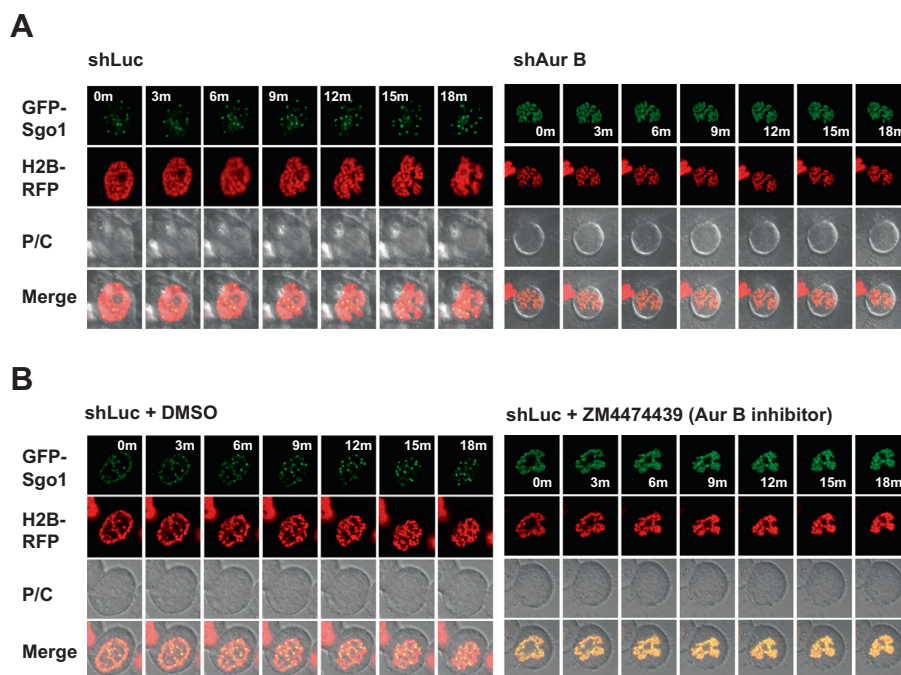 A
shLuc
shAur B
GFP-
Sgo1
0m 3m 6m 9m 12m 15m 18m
0m 3m 6m 9m 12m 15m 18m
H2B-
RFP
P/C
Merge
B
shLuc + DMSO
shLuc + ZM4474439 (Aur B inhibitor)
GFP-
Sgo1
0m 3m 6m 9m 12m 15m 18m
0m 3m 6m 9m 12m 15m 18m
H2B-
RFP
P/C
Merge